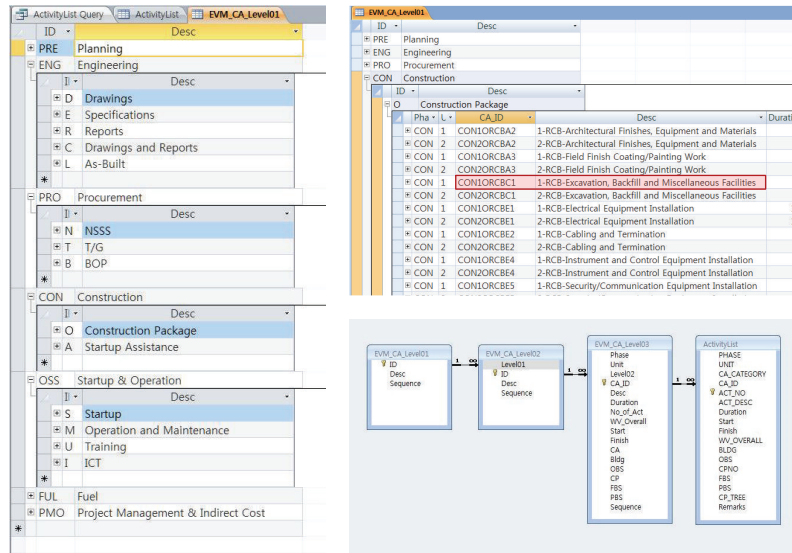 ActivityList Query ActivityList EVM_CA_Level01
ID Desc
PRE Planning
ENG Engineering
Desc
D Drawings
E Specifications
R Reports
C Drawings and Reports
L As-Built
PRO Procurement
Desc
N NSSS
T T/G
B BOP
CON Construction
Desc
O Construction Package
A Startup Assistance
OSS Startup & Operation
Desc
S Startup
M Operation and Maintenance
U Training
I ICT
FUL Fuel
PMO Project Management & Indirect Cost
EVM_CA_Level01
ID Desc
PRE Planning
ENG Engineering
PRO Procurement
CON Construction
ID Desc
O Construction Package
Pha L CA_ID Desc Durati
CON 1 CON1ORCBA2 1-RCB-Architectural Finishes, Equipment and Materials
CON 2 CON2ORCBA2 2-RCB-Architectural Finishes, Equipment and Materials
CON 1 CON1ORCBA3 1-RCB-Field Finish Coating/Painting Work
CON 2 CON2ORCBA3 2-RCB-Field Finish Coating/Painting Work
CON 1 CON1ORCBC1 1-RCB-Excavation, Backfill and Miscellaneous Facilities
CON 2 CON2ORCBC1 2-RCB-Excavation, Backfill and Miscellaneous Facilities
CON 1 CON1ORCBE1 1-RCB-Electrical Equipment Installation
CON 2 CON2ORCBE1 2-RCB-Electrical Equipment Installation
CON 1 CON1ORCBE2 1-RCB-Cabling and Termination
CON 2 CON2ORCBE2 2-RCB-Cabling and Termination
CON 1 CON1ORCBE4 1-RCB-Instrument and Control Equipment Installation
CON 2 CON2ORCBE4 2-RCB-Instrument and Control Equipment Installation
CON 1 CON1ORCBE5 1-RCB-Security/Communication Equipment Installation
EVM_CA_Level01
ID
Desc
Sequence
1 ∞
EVM_CA_Level02
Level01
ID
Desc
Sequence
1 ∞
EVM_CA_Level03
Phase
Unit
Level02
CA_ID
Desc
Duration
No_of_Act
WV_Overall
Start
Finish
CA
Bldg
OBS
CP
FBS
PBS
Sequence
1 ∞
ActivityList
PHASE
UNIT
CA_CATEGORY
CA_ID
ACT_NO
ACT_DESC
Duration
Start
Finish
WV_OVERALL
BLDG
OBS
CPNO
FBS
PBS
CP_TREE
Remarks